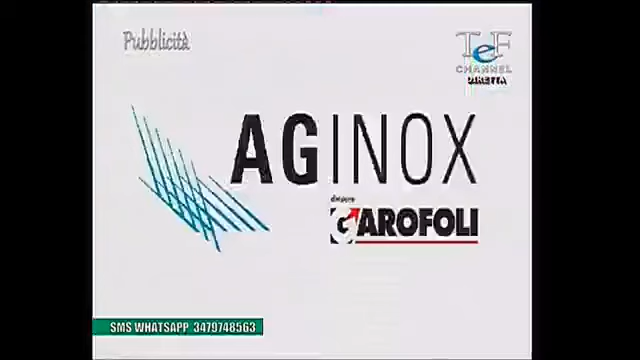 Pubblicità
TeF
CHANNEL
DIRETTA
AGINOX
GAROFOLI
SMS WHATSAPP 3479748563